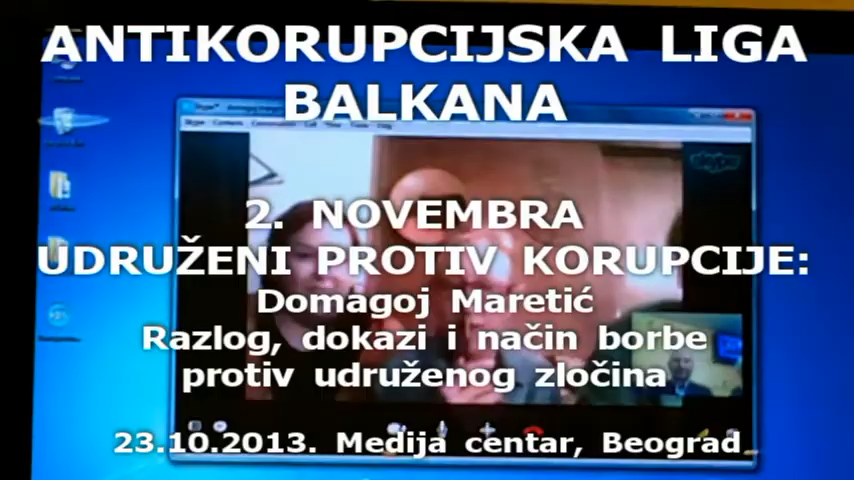 ANTIKORUPCIJSKA LIGA
BALKANA
skype
2. NOVEMBRA
UDRUŽENI PROTIV KORUPCIJE:
Domagoj Maretić
Razlog, dokazi i način borbe
protiv udruženog zločina
23.10.2013. Medija centar, Beograd